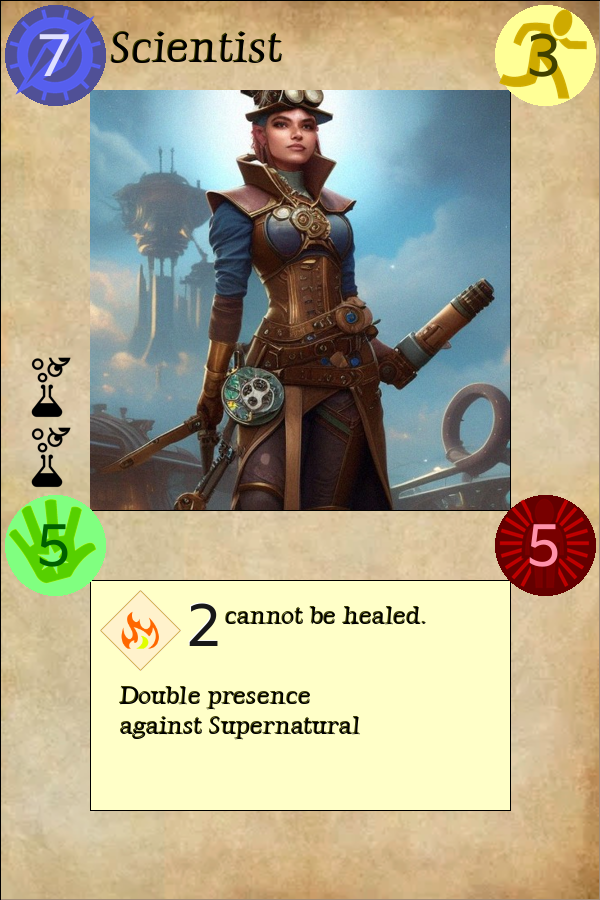 7 Scientist 3
5 5
2 cannot be healed.
Double presence
against Supernatural